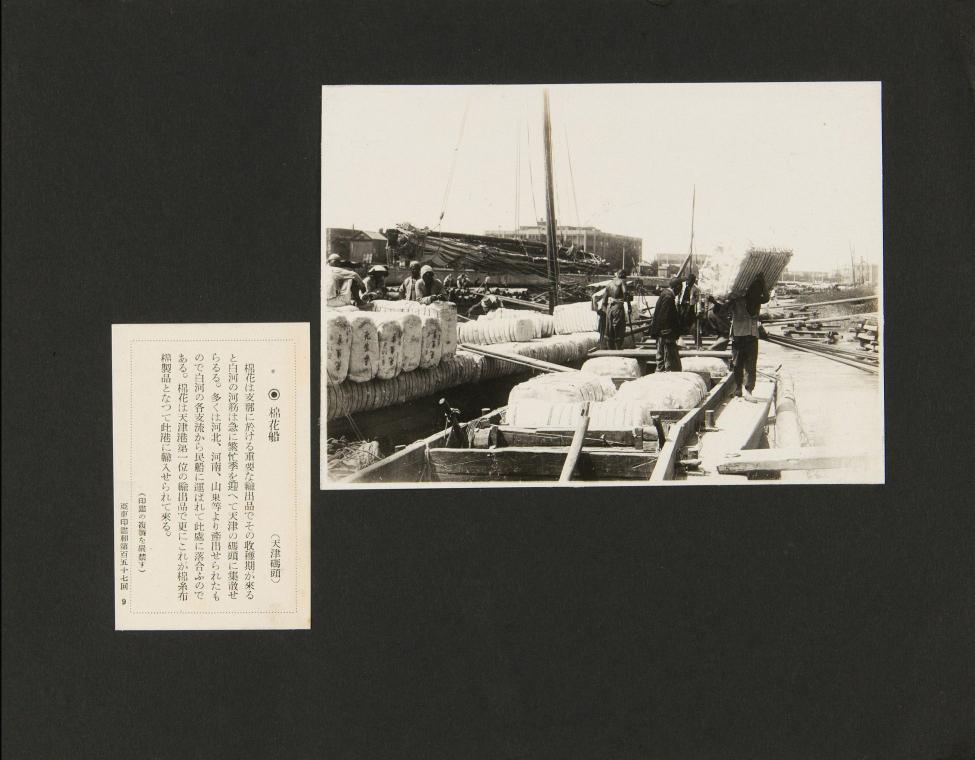 ◉ 棉花船
（天津碼頭）
棉花は支那に於ける重要な輸出品でその收穫期が來る
と白河の河筋は急に繁忙季を迎へて天津の碼頭に集散せ
らるる。多くは河北、河南、山東等より產出せられたも
ので白河の各支流から民船に運ばれて此處に落合ふので
ある。棉花は天津港第一位の輸出品で更にこれが棉糸布
棉製品となつて此港に輸入せられて來る。
（印畫の複製を嚴禁す）
亞東印畫輯第百五十七回 9